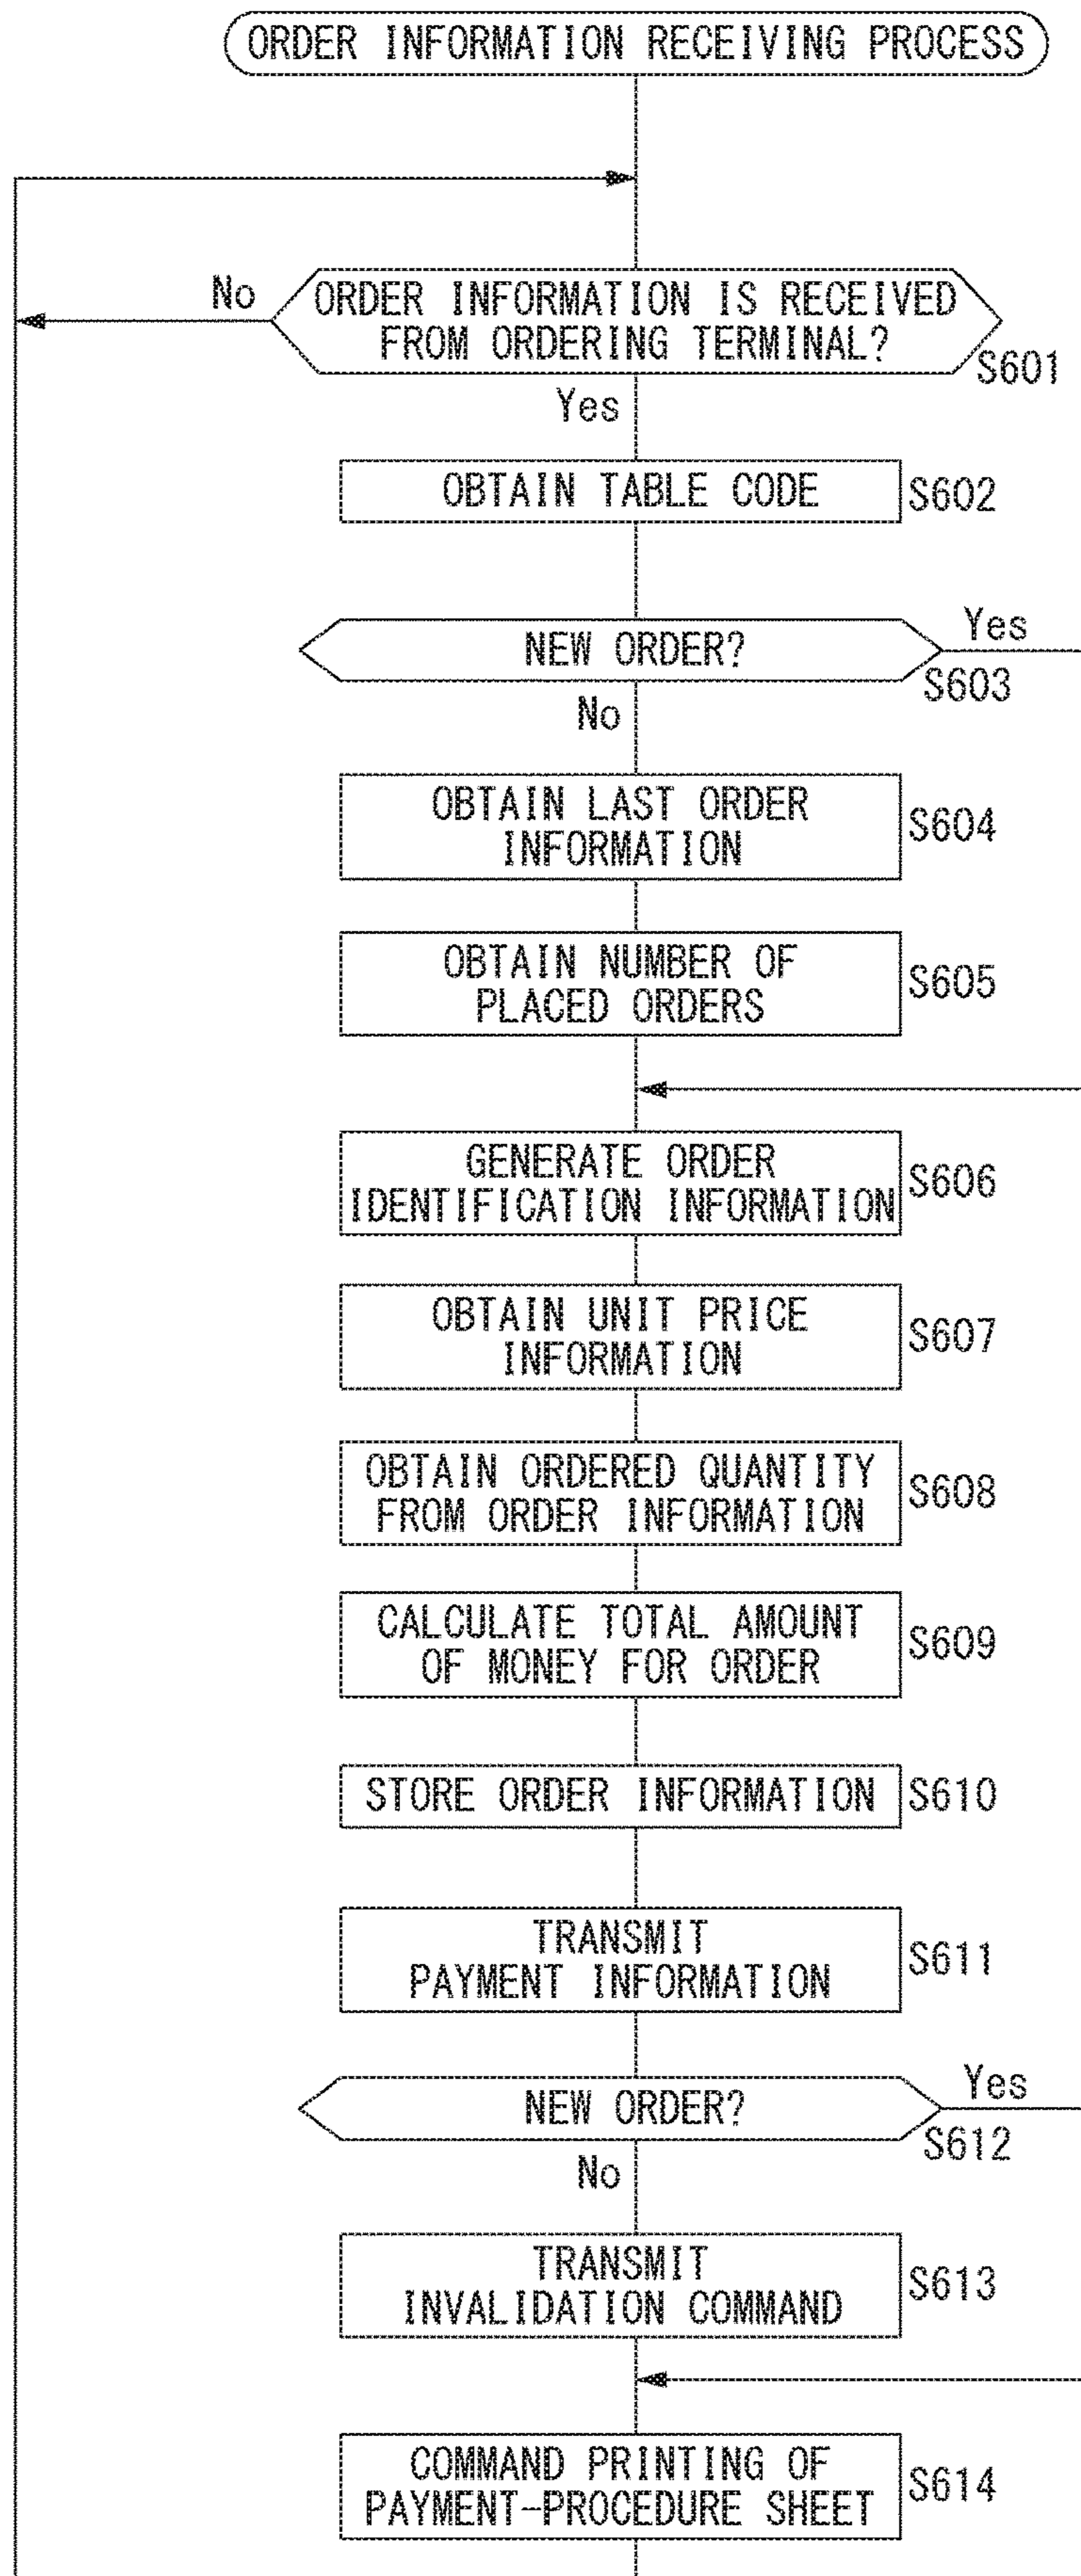 ORDER INFORMATION RECEIVING PROCESS
No
ORDER INFORMATION IS RECEIVED
FROM ORDERING TERMINAL?
S601
Yes
OBTAIN TABLE CODE
S602
NEW ORDER?
Yes
S603
No
OBTAIN LAST ORDER
INFORMATION
S604
OBTAIN NUMBER OF
PLACED ORDERS
S605
GENERATE ORDER
IDENTIFICATION INFORMATION
S606
OBTAIN UNIT PRICE
INFORMATION
S607
OBTAIN ORDERED QUANTITY
FROM ORDER INFORMATION
S608
CALCULATE TOTAL AMOUNT
OF MONEY FOR ORDER
S609
STORE ORDER INFORMATION
S610
TRANSMIT
PAYMENT INFORMATION
S611
NEW ORDER?
Yes
S612
No
TRANSMIT
INVALIDATION COMMAND
S613
COMMAND PRINTING OF
PAYMENT-PROCEDURE SHEET
S614